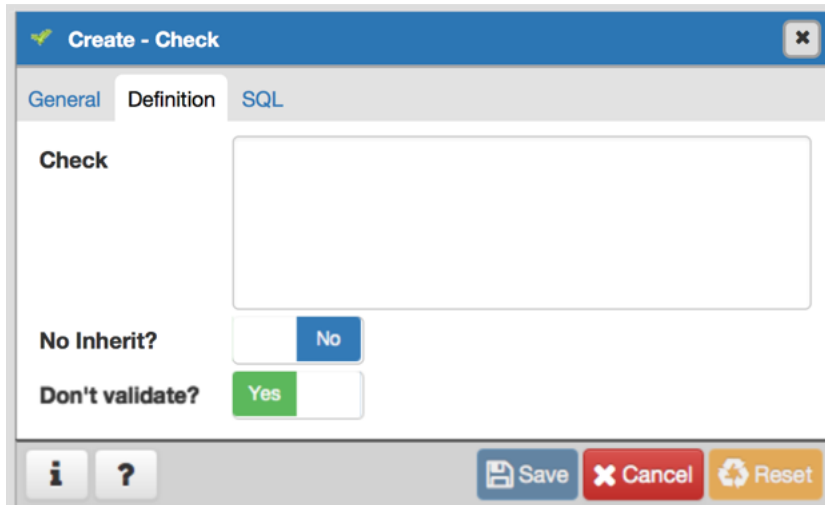 Create - Check
General Definition SQL
Check
No Inherit? No
Don't validate? Yes
i ? Save Cancel Reset